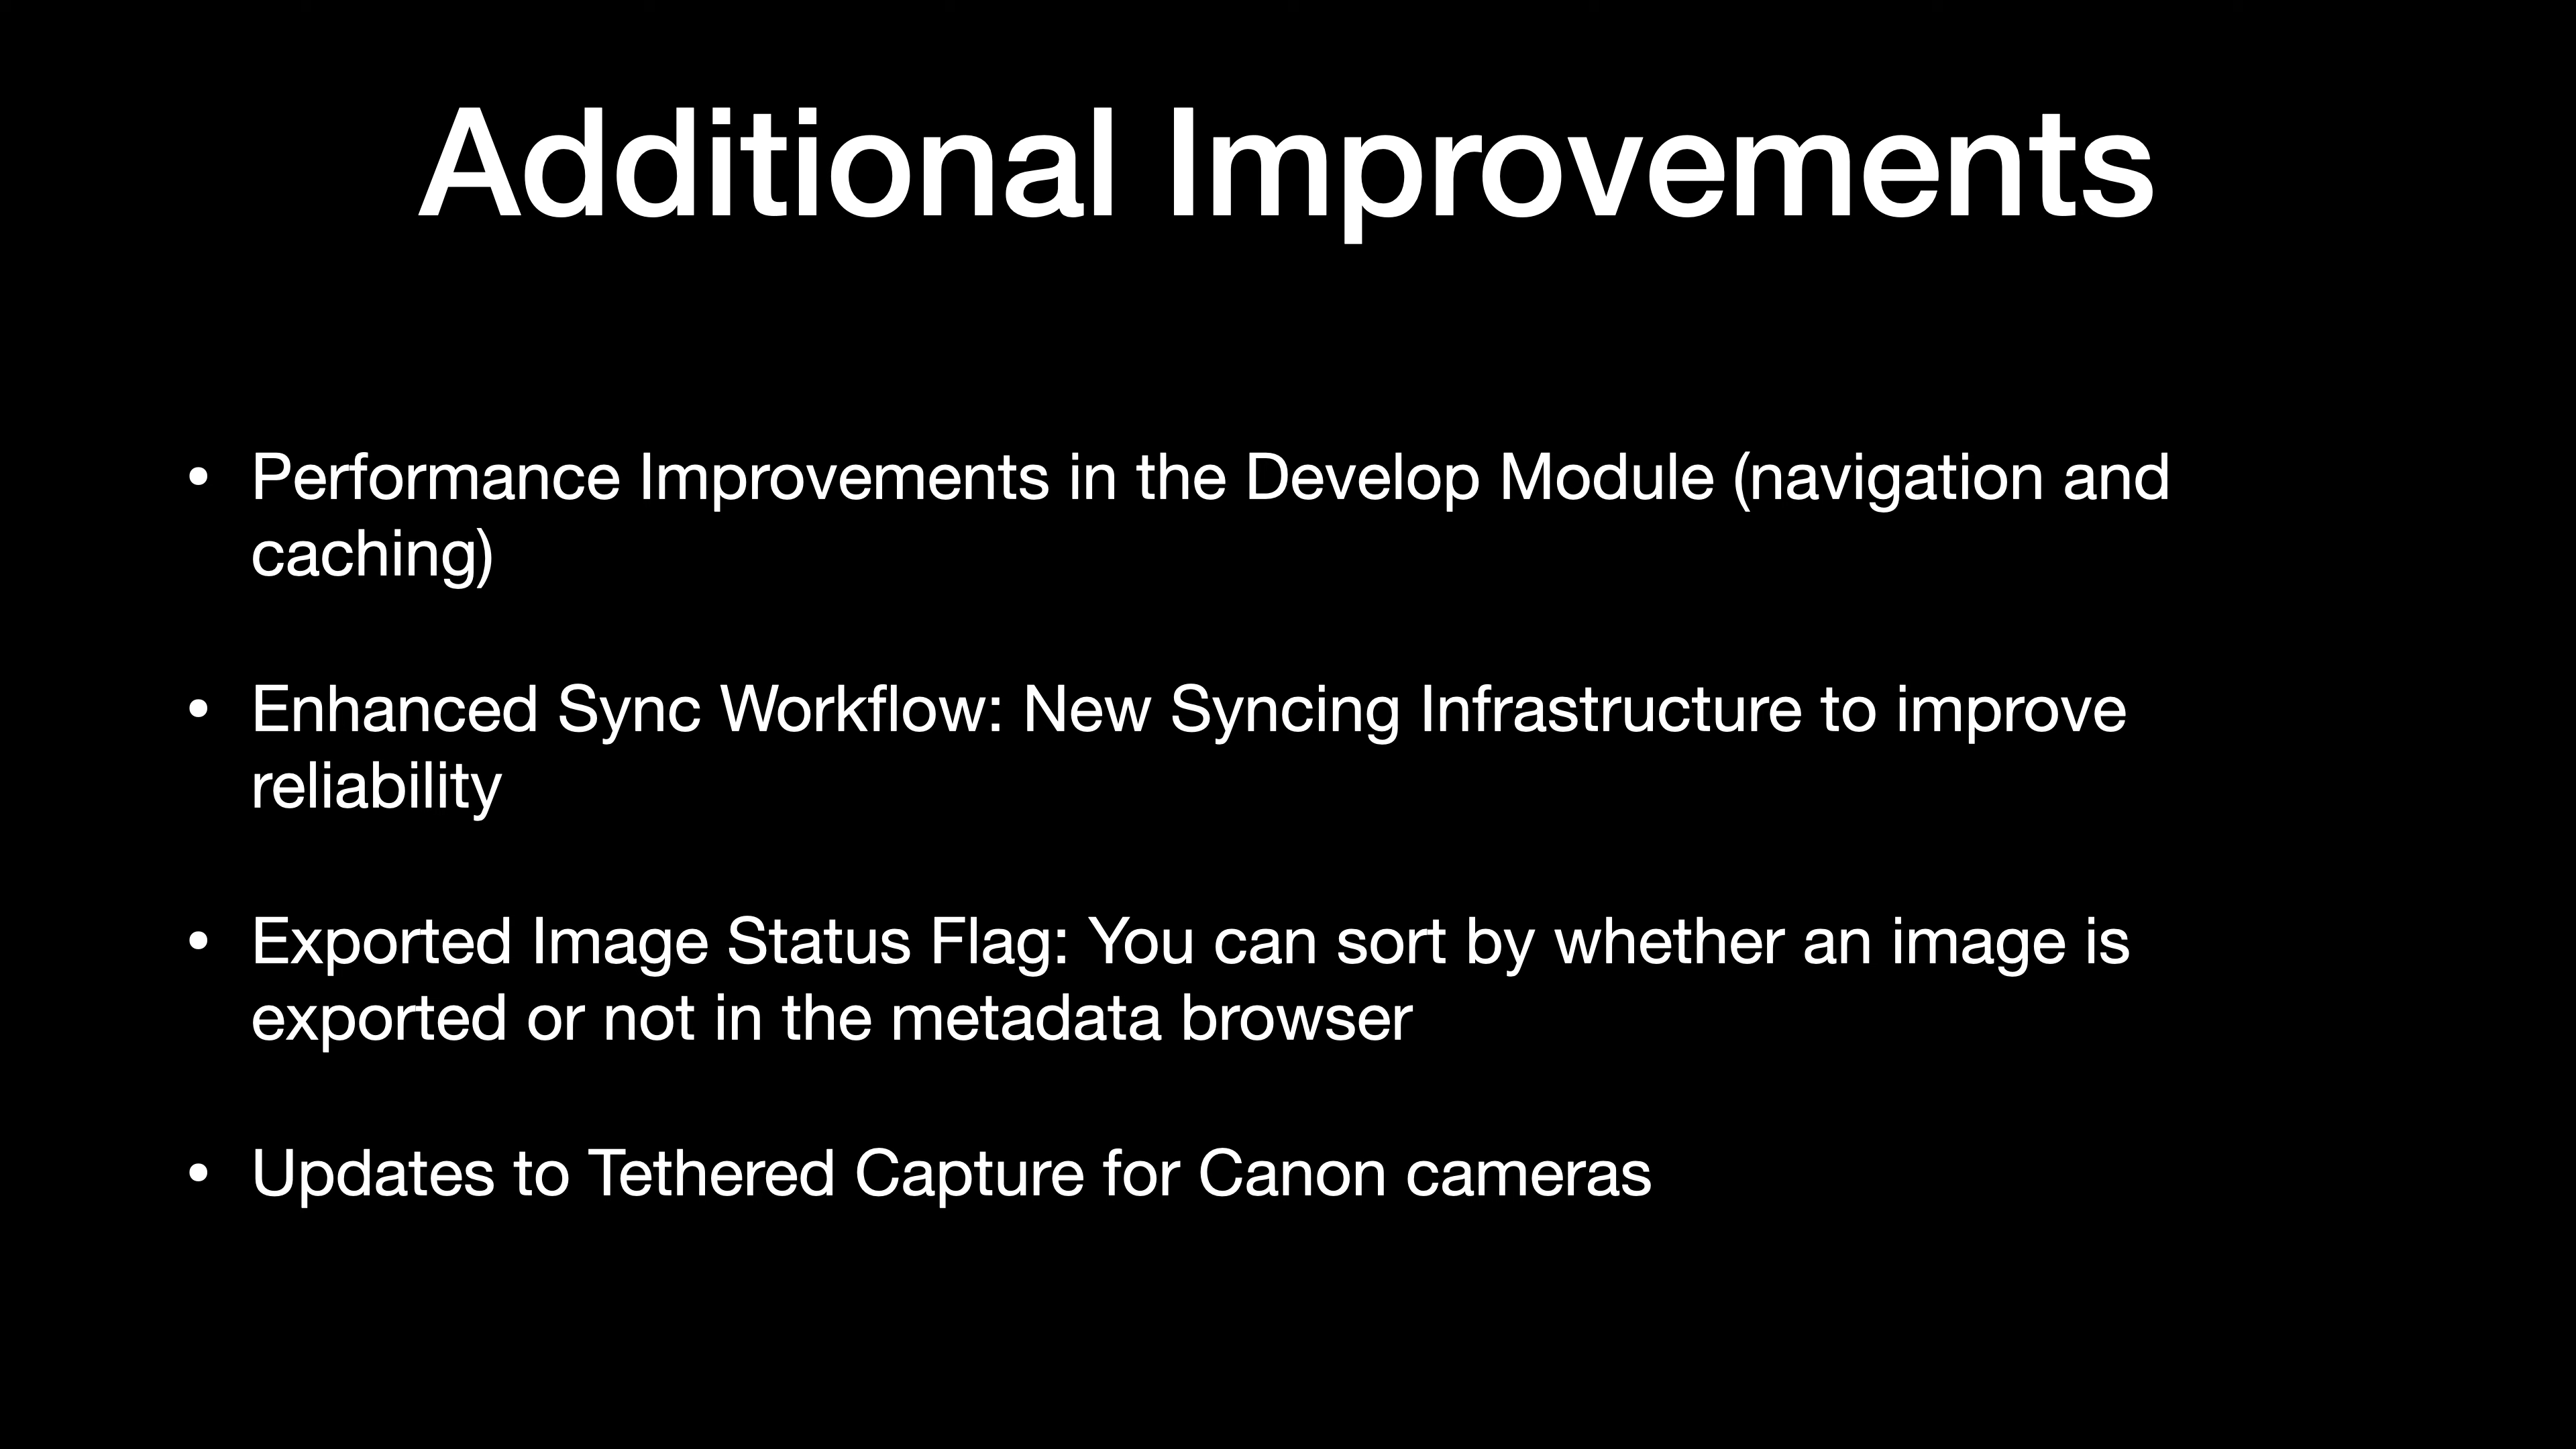 Additional Improvements
• Performance Improvements in the Develop Module (navigation and
caching)
• Enhanced Sync Workflow: New Syncing Infrastructure to improve
reliability
• Exported Image Status Flag: You can sort by whether an image is
exported or not in the metadata browser
• Updates to Tethered Capture for Canon cameras